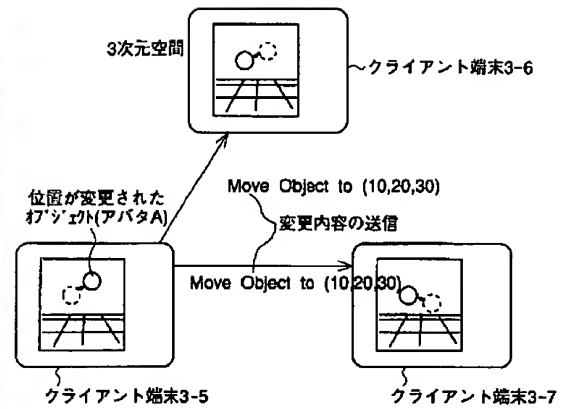 3次元空間
クライアント端末3-6
位置が変更された
オブジェクト(アバタA)
Move Object to (10,20,30)
変更内容の送信
Move Object to (10,20,30)
クライアント端末3-5
クライアント端末3-7